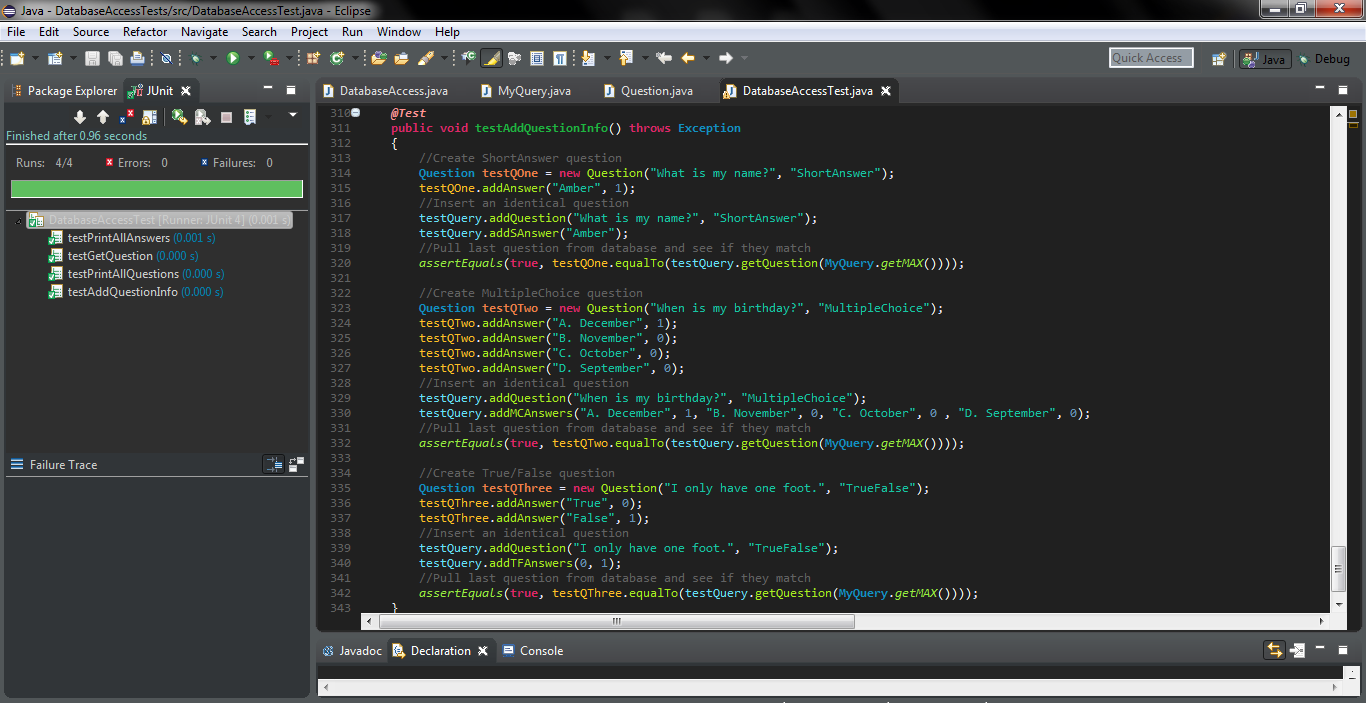 Java - DatabaseAccessTests/src/DatabaseAccessTest.java - Eclipse
File Edit Source Refactor Navigate Search Project Run Window Help
Quick Access
Java
Debug
Package Explorer
JUnit
DatabaseAccess.java
MyQuery.java
Question.java
DatabaseAccessTest.java
Finished after 0.96 seconds
Runs: 4/4 Errors: 0 Failures: 0
DatabaseAccessTest [Runner: JUnit 4] (0.001 s)
testPrintAllAnswers (0.001 s)
testGetQuestion (0.000 s)
testPrintAllQuestions (0.000 s)
testAddQuestionInfo (0.000 s)
Failure Trace
310 @Test
311 public void testAddQuestionInfo() throws Exception
312 {
313 //Create ShortAnswer question
314 Question testQOne = new Question("What is my name?", "ShortAnswer");
315 testQOne.addAnswer("Amber", 1);
316 //Insert an identical question
317 testQuery.addQuestion("What is my name?", "ShortAnswer");
318 testQuery.addSAnswer("Amber");
319 //Pull last question from database and see if they match
320 assertEquals(true, testQOne.equalTo(testQuery.getQuestion(MyQuery.getMAX())));
321
322 //Create MultipleChoice question
323 Question testQTwo = new Question("When is my birthday?", "MultipleChoice");
324 testQTwo.addAnswer("A. December", 1);
325 testQTwo.addAnswer("B. November", 0);
326 testQTwo.addAnswer("C. October", 0);
327 testQTwo.addAnswer("D. September", 0);
328 //Insert an identical question
329 testQuery.addQuestion("When is my birthday?", "MultipleChoice");
330 testQuery.addMCAnswers("A. December", 1, "B. November", 0, "C. October", 0 , "D. September", 0);
331 //Pull last question from database and see if they match
332 assertEquals(true, testQTwo.equalTo(testQuery.getQuestion(MyQuery.getMAX())));
333
334 //Create True/False question
335 Question testQThree = new Question("I only have one foot.", "TrueFalse");
336 testQThree.addAnswer("True", 0);
337 testQThree.addAnswer("False", 1);
338 //Insert an identical question
339 testQuery.addQuestion("I only have one foot.", "TrueFalse");
340 testQuery.addTFAnswers(0, 1);
341 //Pull last question from database and see if they match
342 assertEquals(true, testQThree.equalTo(testQuery.getQuestion(MyQuery.getMAX())));
343 }
Javadoc
Declaration
Console